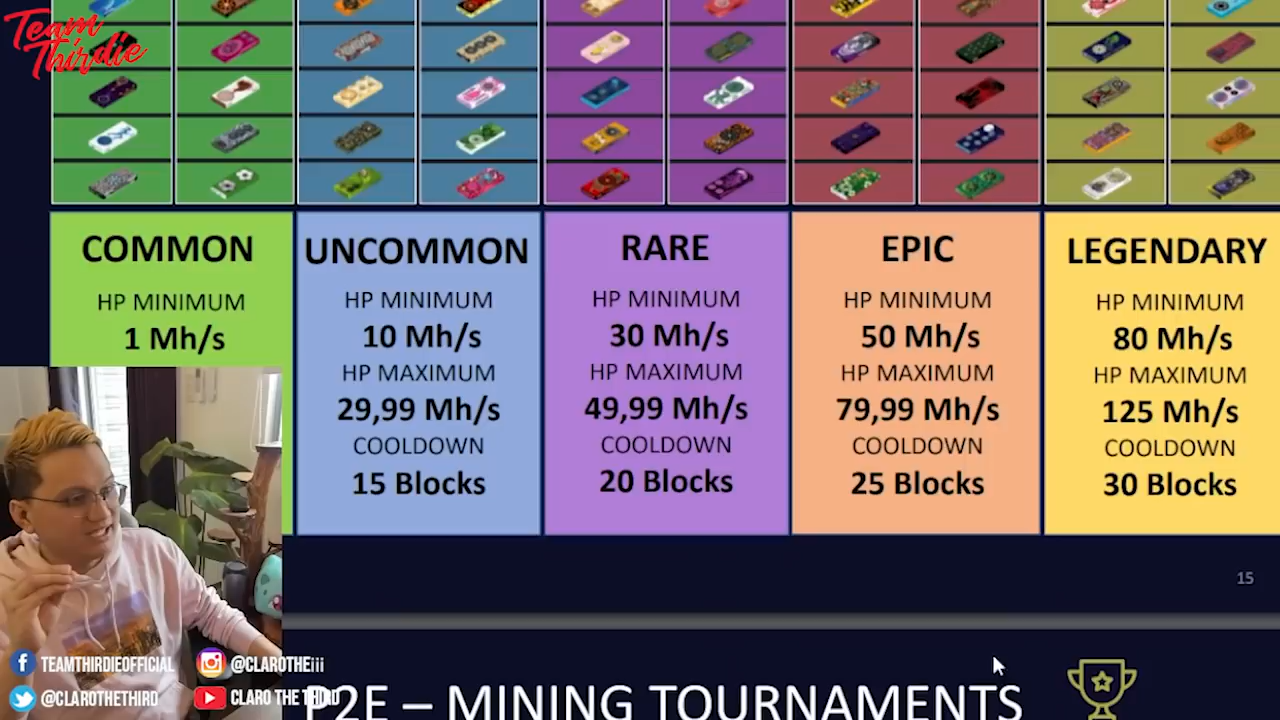 Team
Thirdie
COMMON
HP MINIMUM
1 Mh/s
UNCOMMON
HP MINIMUM
10 Mh/s
HP MAXIMUM
29,99 Mh/s
COOLDOWN
15 Blocks
RARE
HP MINIMUM
30 Mh/s
HP MAXIMUM
49,99 Mh/s
COOLDOWN
20 Blocks
EPIC
HP MINIMUM
50 Mh/s
HP MAXIMUM
79,99 Mh/s
COOLDOWN
25 Blocks
LEGENDARY
HP MINIMUM
80 Mh/s
HP MAXIMUM
125 Mh/s
COOLDOWN
30 Blocks
15
TEAMTHIRDIEOFFICIAL
@CLAROTHEiii
@CLAROTHETHIRD
CLARO THE THIRD
P2E – MINING TOURNAMENTS